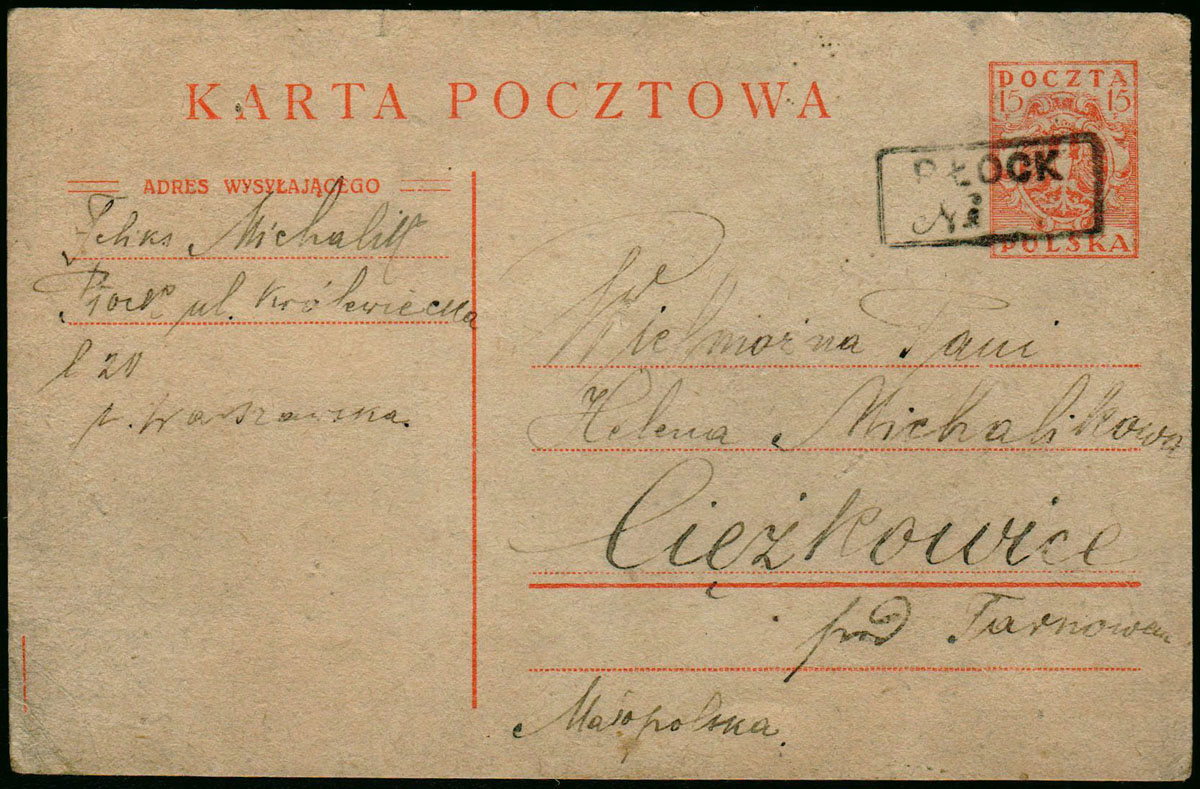 KARTA POCZTOWA
POCZTA
15 15
POLSKA
PŁOCK
№
ADRES WYSYŁAJĄCEGO
Feliks Michalik
Płock ul. Królewiecka
l 20
z. Warszawska.
Wielmożna Pani
Helena Michalikowa
Ciężkowice
pod Tarnowem
Małopolska.